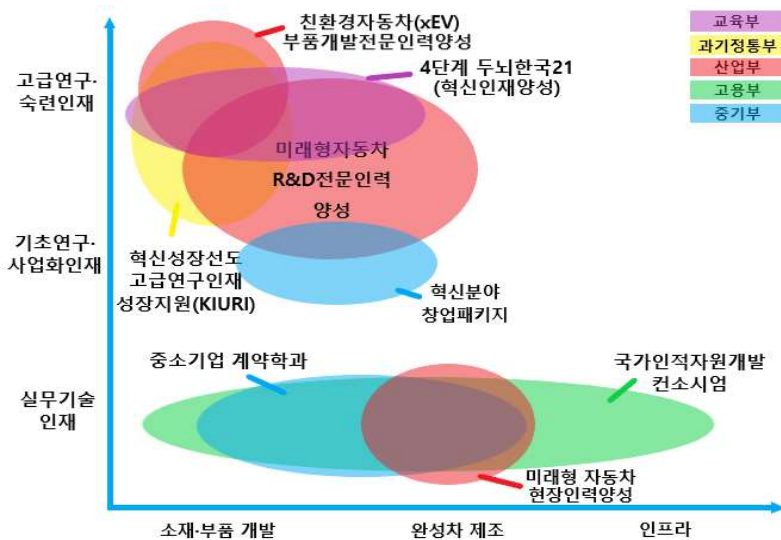 친환경자동차(xEV)
부품개발전문인력양성
4단계 두뇌한국21
(혁신인재양성)
교육부
과기정통부
산업부
고용부
중기부
고급연구·
숙련인재
미래형자동차
R&D전문인력
양성
기초연구·
사업화인재
혁신성장선도
고급연구인재
성장지원(KIURI)
혁신분야
창업패키지
중소기업 계약학과
국가인적자원개발
컨소시엄
실무기술
인재
미래형 자동차
현장인력양성
소재·부품 개발
완성차 제조
인프라